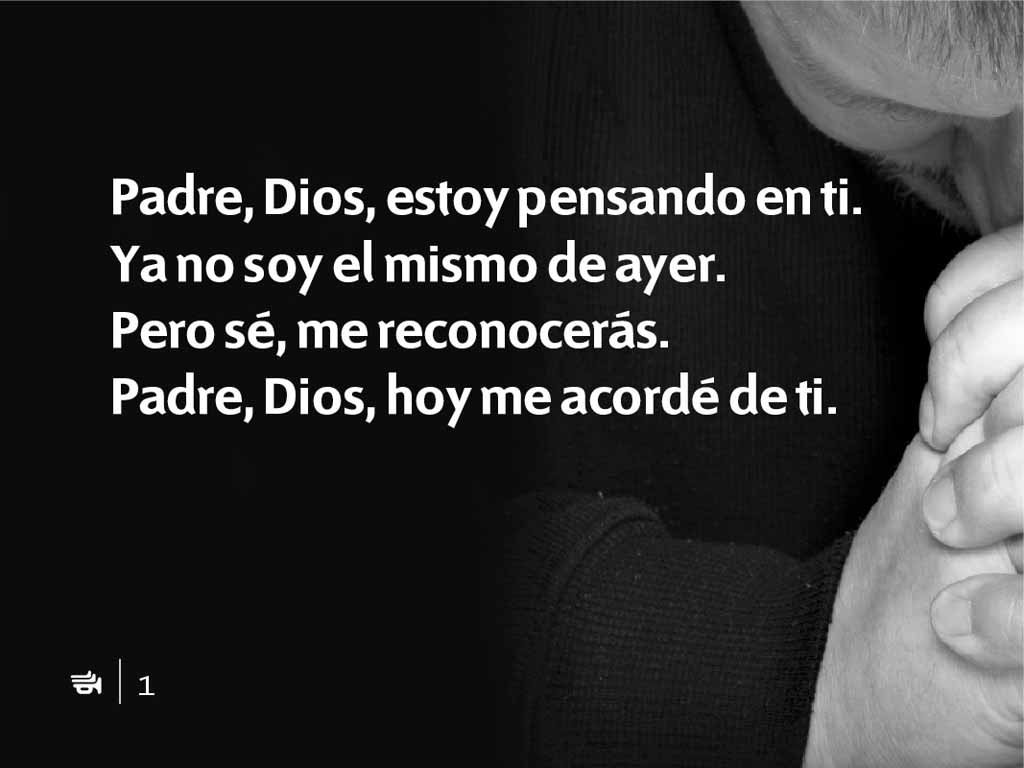 Padre, Dios, estoy pensando en ti.
Ya no soy el mismo de ayer.
Pero sé, me reconocerás.
Padre, Dios, hoy me acordé de ti.
1